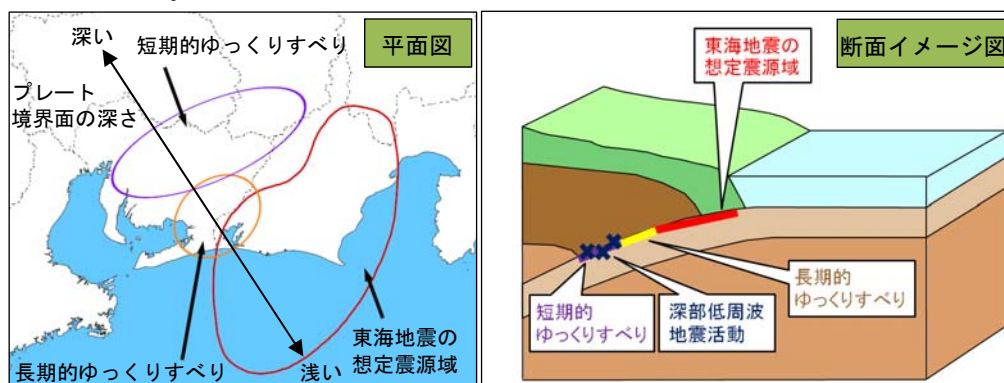 平面図
深い
短期的ゆっくりすべり
プレート
境界面の深さ
長期的ゆっくりすべり
浅い
東海地震の
想定震源域
断面イメージ図
東海地震の
想定震源域
長期的
ゆっくりすべり
短期的
ゆっくりすべり
深部低周波
地震活動